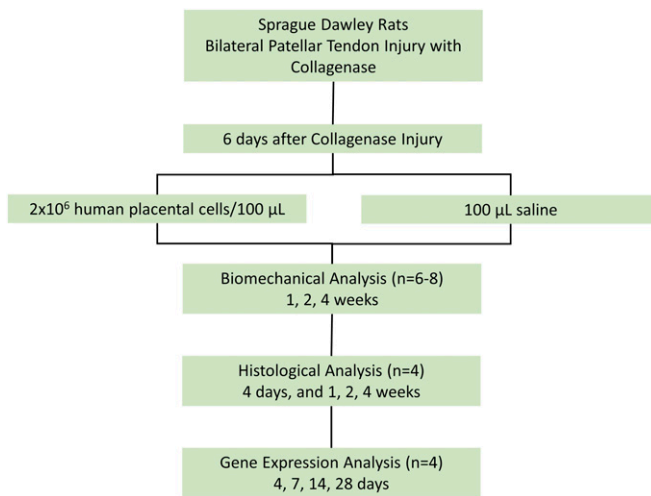 Sprague Dawley Rats
Bilateral Patellar Tendon Injury with
Collagenase
6 days after Collagenase Injury
2x10⁶ human placental cells/100 µL
100 µL saline
Biomechanical Analysis (n=6-8)
1, 2, 4 weeks
Histological Analysis (n=4)
4 days, and 1, 2, 4 weeks
Gene Expression Analysis (n=4)
4, 7, 14, 28 days